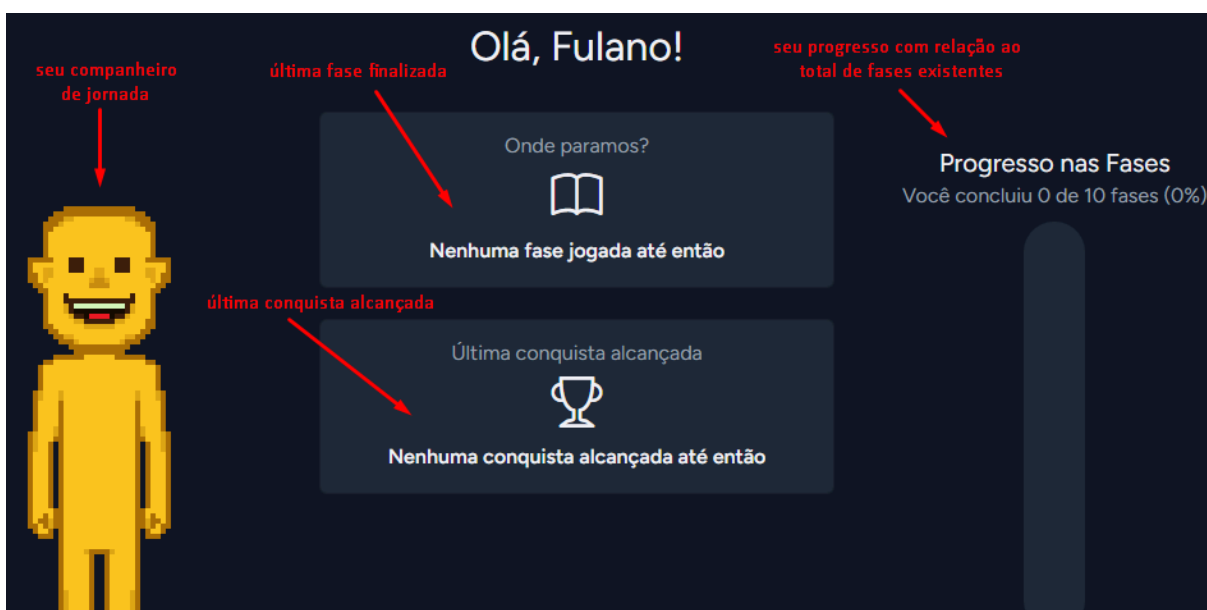 Olá, Fulano!
seu companheiro
de jornada
última fase finalizada
seu progresso com relação ao
total de fases existentes
Onde paramos?
Nenhuma fase jogada até então
Progresso nas Fases
Você concluiu 0 de 10 fases (0%)
última conquista alcançada
Última conquista alcançada
Nenhuma conquista alcançada até então